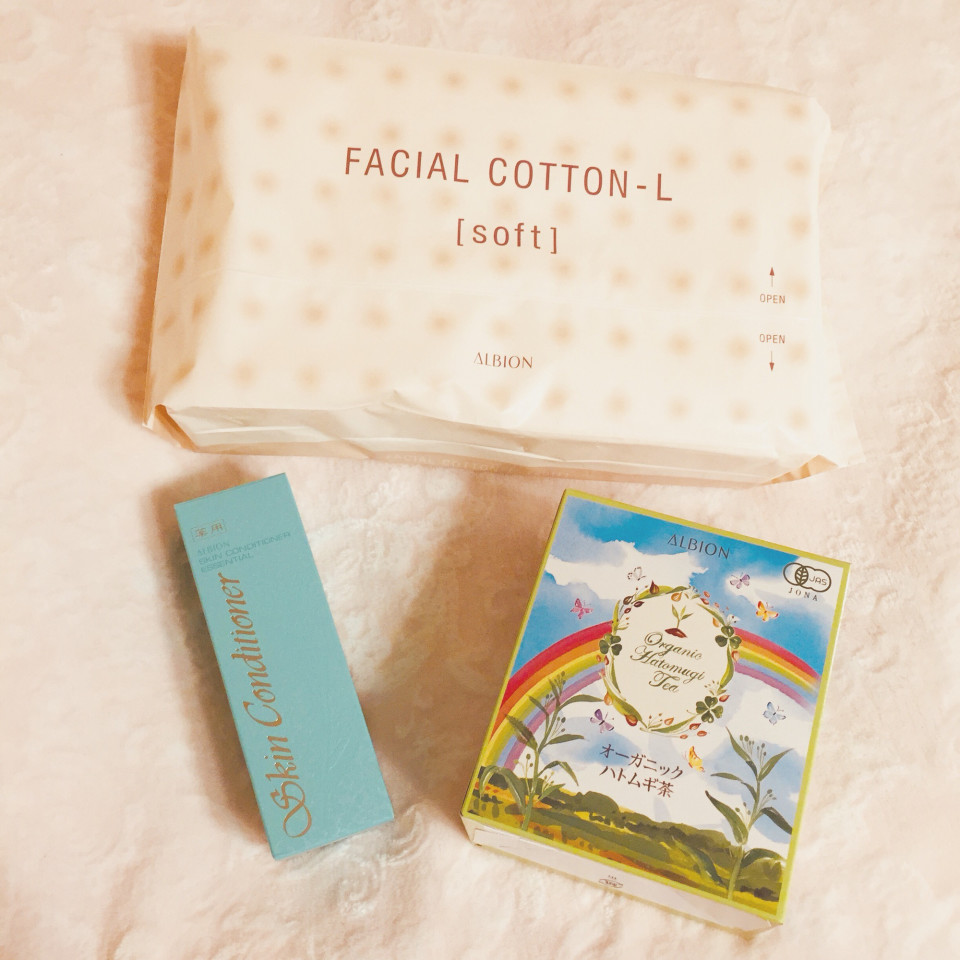 FACIAL COTTON-L
[soft]
OPEN
OPEN
ALBION
薬用
ALBION
SKIN CONDITIONER
ESSENTIAL
Skin Conditioner
ALBION
JAS
JONA
Organic
Hatomugi
Tea
オーガニック
ハトムギ茶